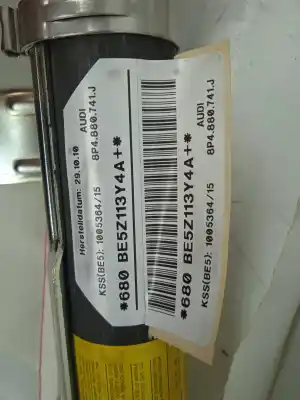 Herstelldatum: 29.10.10
AUDI
8P4.880.741.J
KSS(BE5): 1005364/15
*680 BE5Z113Y4A+*
AUDI
8P4.880.741.J
*680 BE5Z113Y4A+*
KSS(BE5): 1005364/15